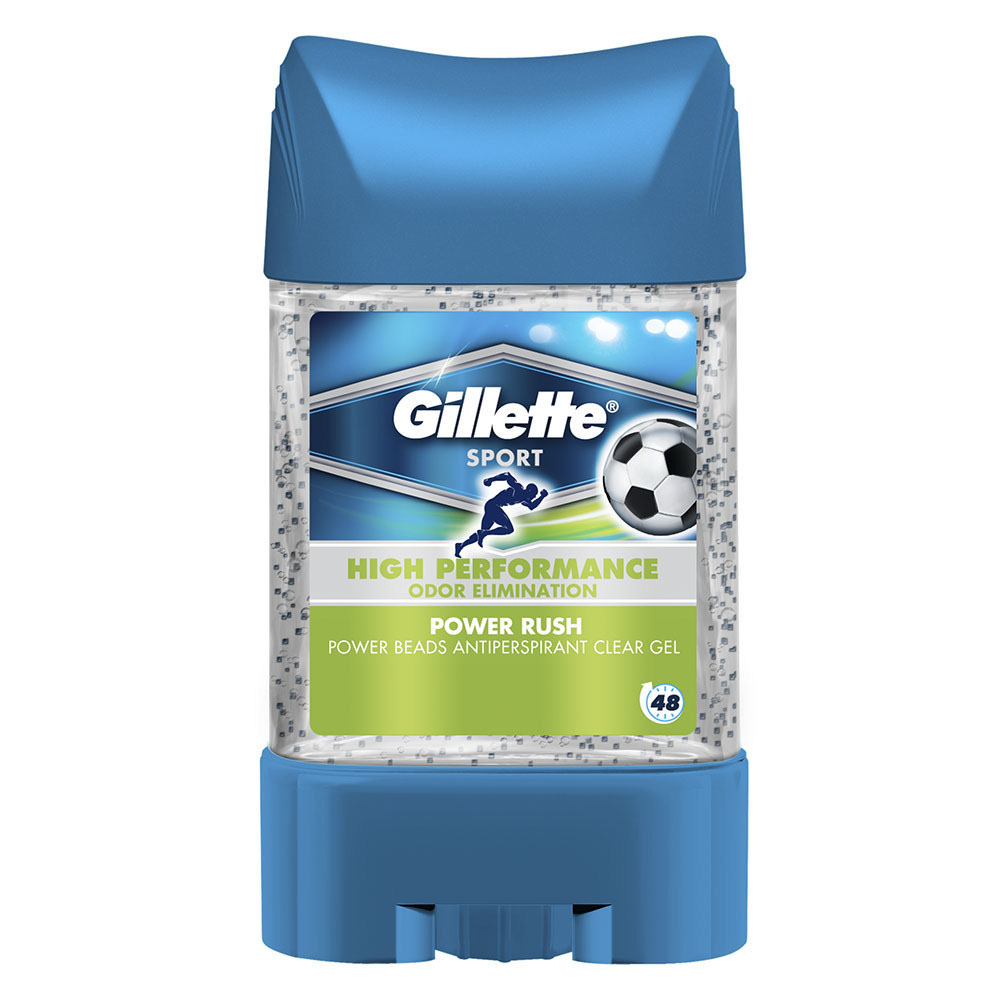 Gillette®
SPORT
HIGH PERFORMANCE
ODOR ELIMINATION
POWER RUSH
POWER BEADS ANTIPERSPIRANT CLEAR GEL
48